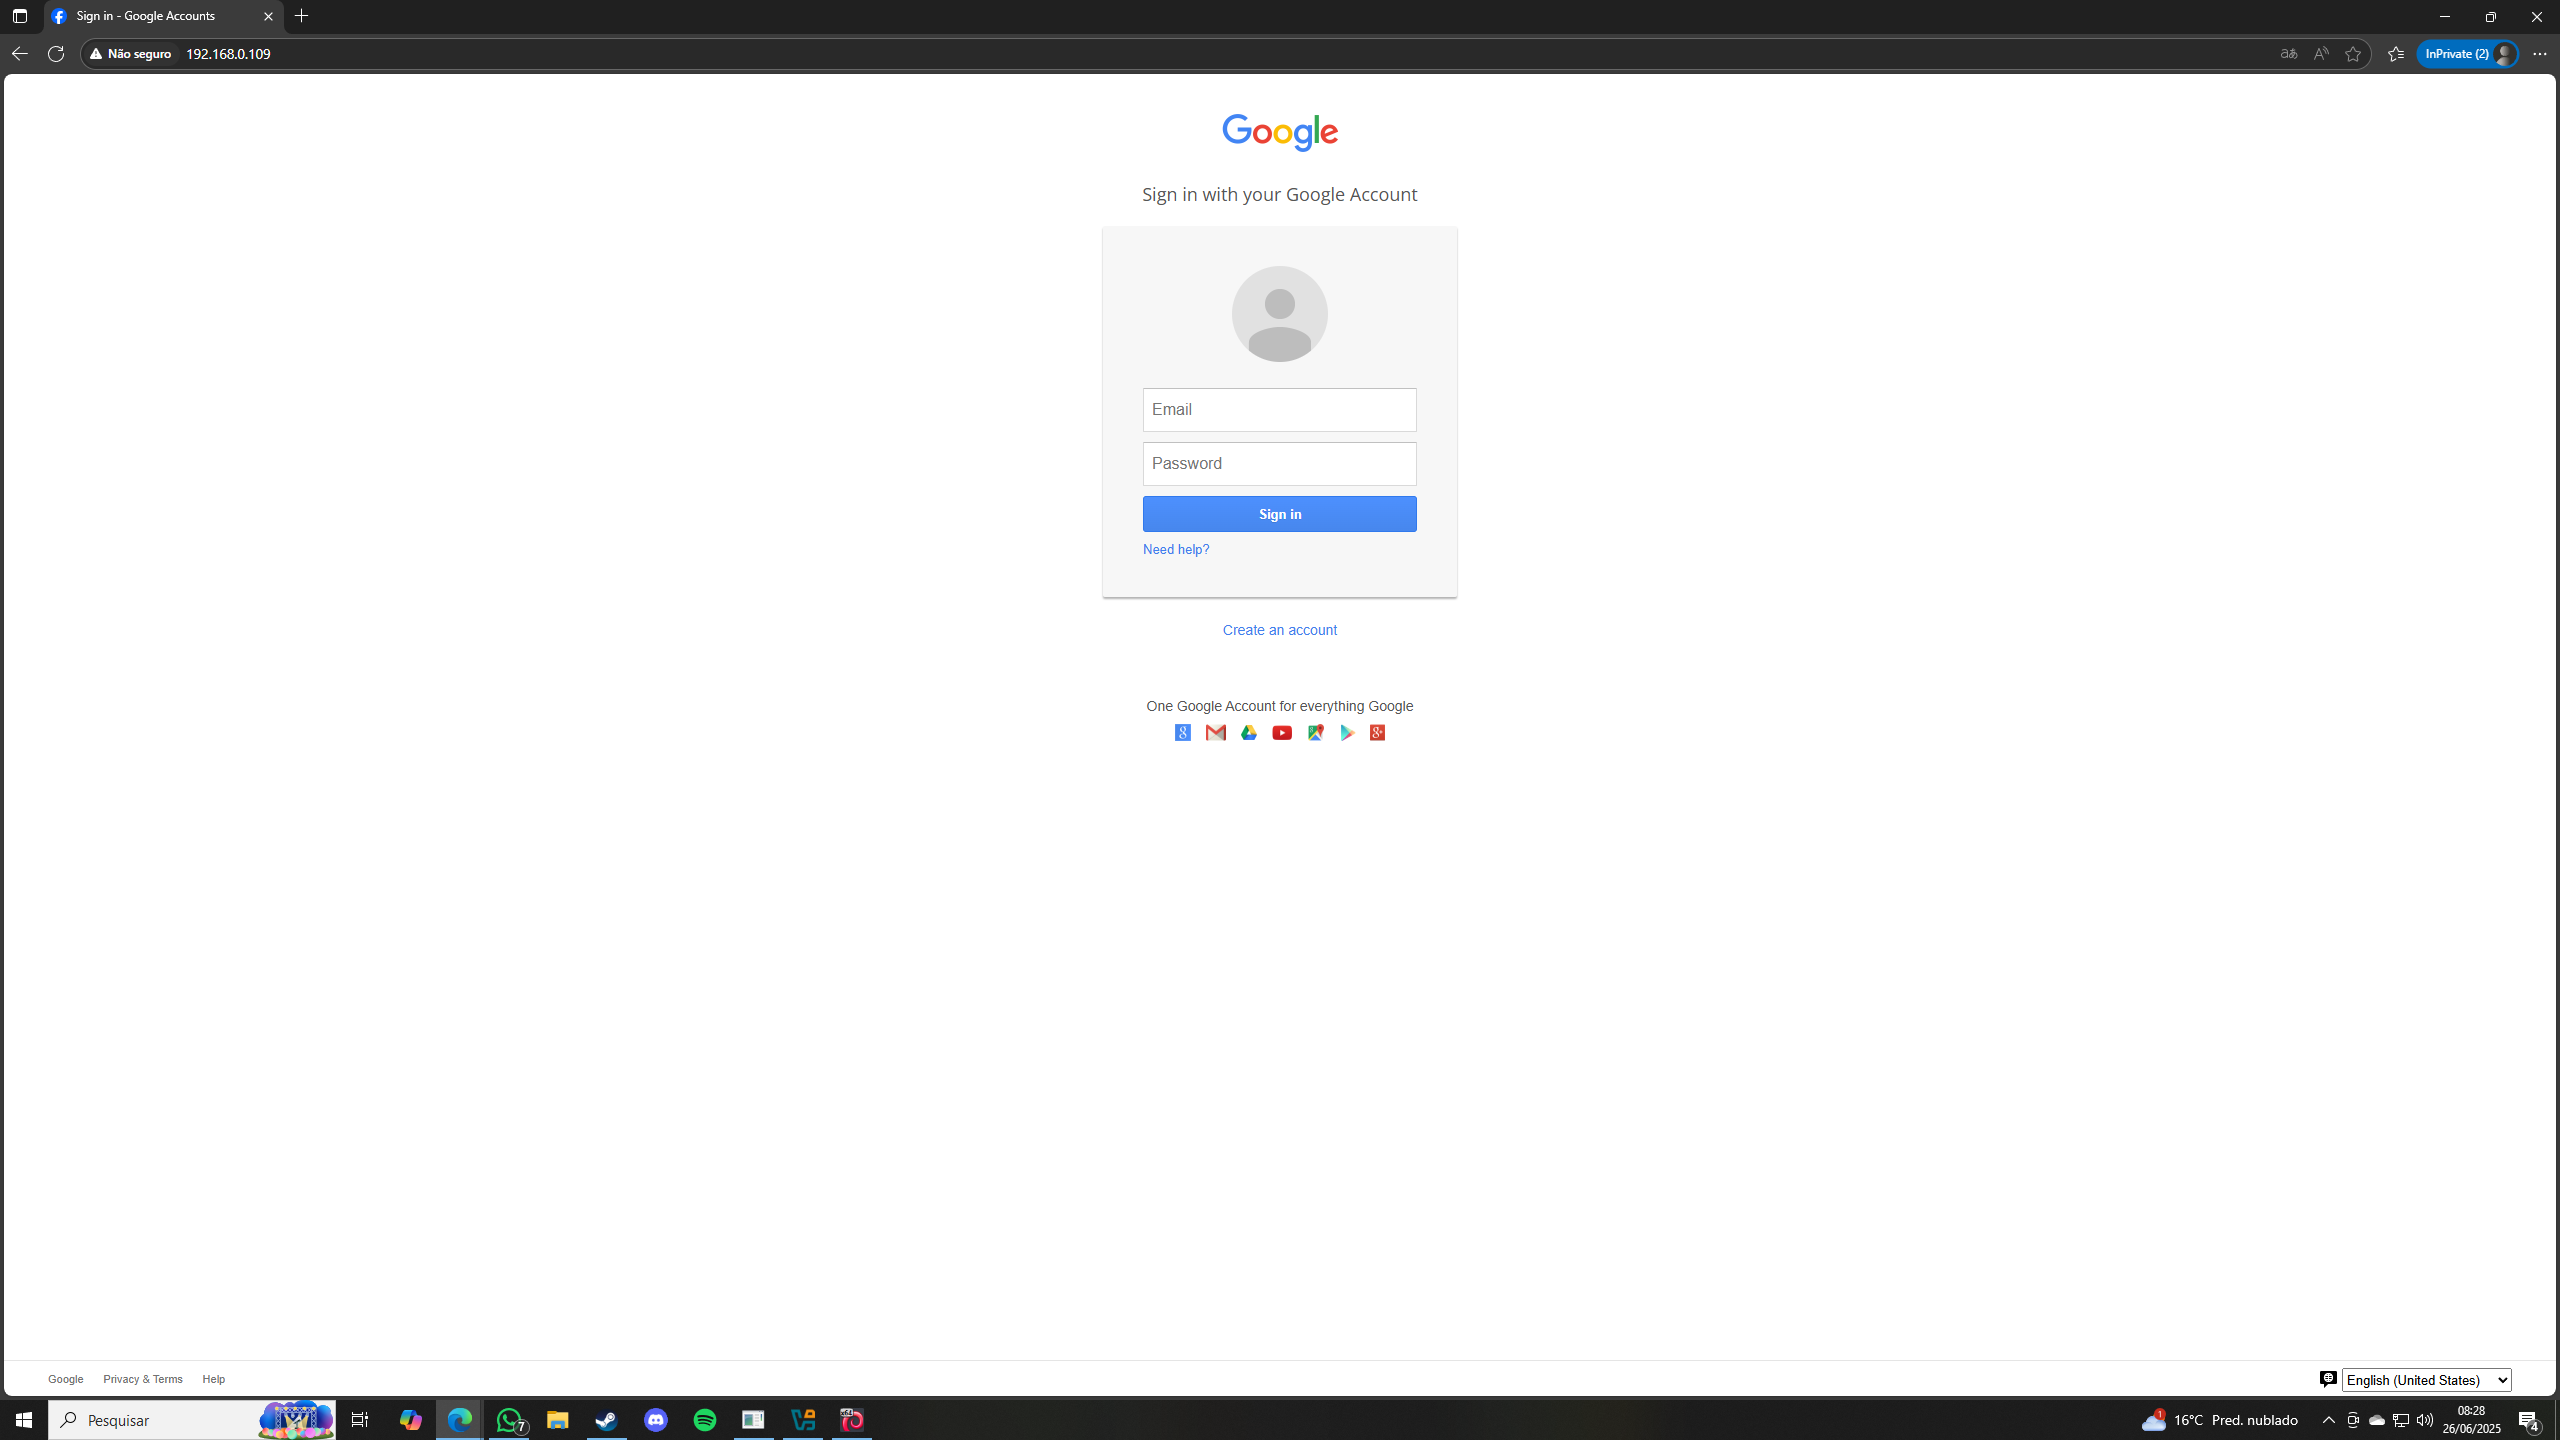 Sign in - Google Accounts
Não seguro
192.168.0.109
InPrivate (2)
Google
Sign in with your Google Account
Email
Password
Sign in
Need help?
Create an account
One Google Account for everything Google
Google Privacy & Terms Help
English (United States)
Pesquisar
7
x64
1
16°C Pred. nublado
08:28
26/06/2025
4